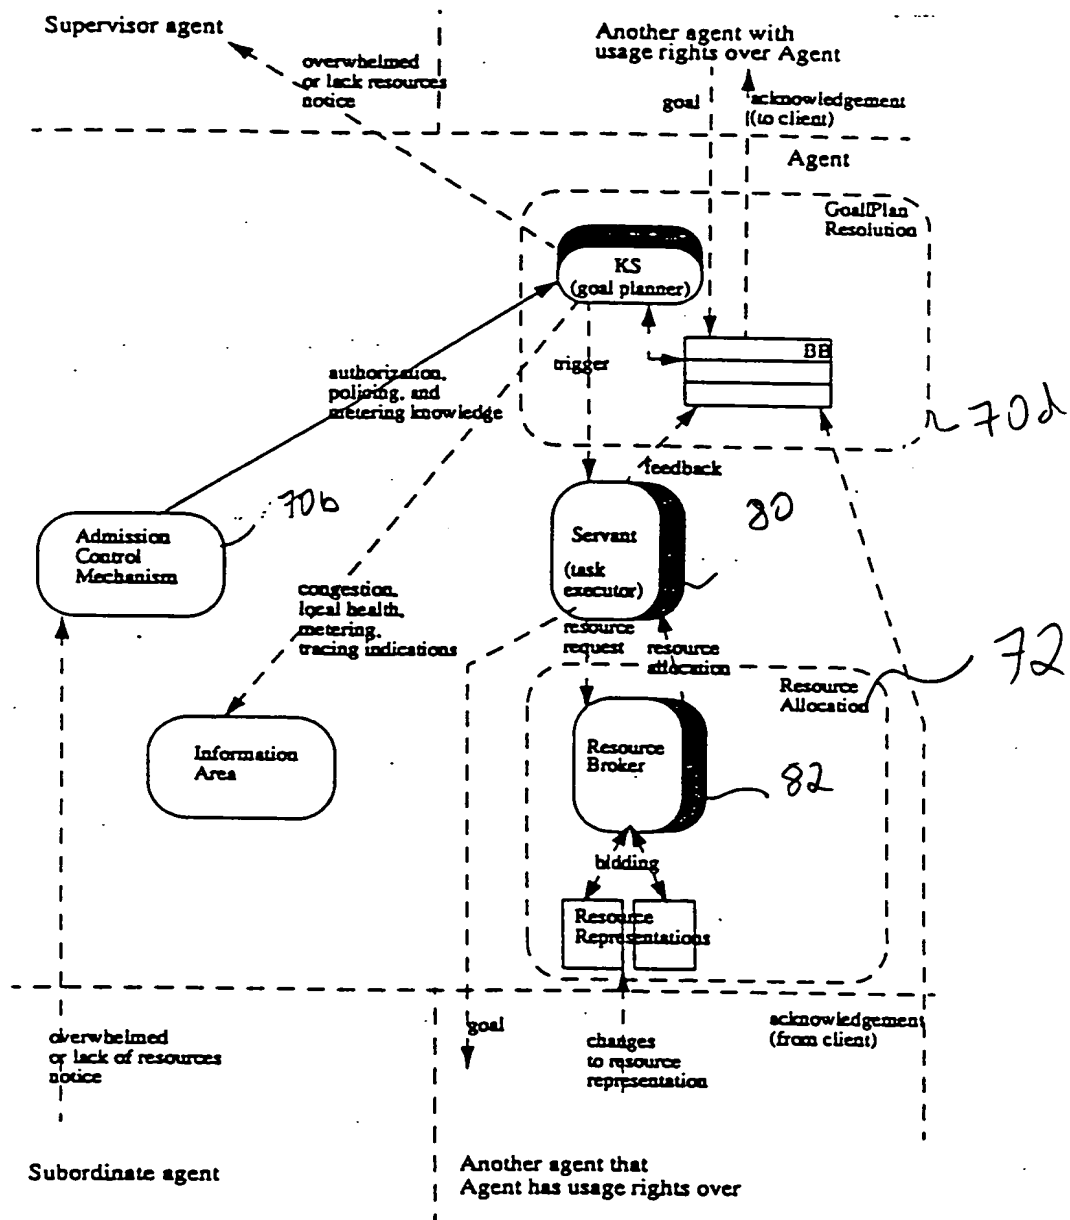 Supervisor agent
overwhelmed
or lack resources
notice
Another agent with
usage rights over Agent
goal
acknowledgement
(to client)
Agent
Goal/Plan
Resolution
KS
(goal planner)
BB
trigger
authorization,
policing, and
metering knowledge
70d
feedback
70b
80
Admission
Control
Mechanism
Servant
(task
executor)
congestion,
local health,
metering,
tracing indications
resource
request
resource
allocation
72
Resource
Allocation
Information
Area
Resource
Broker
82
bidding
Resource
Representations
overwhelmed
or lack of resources
notice
goal
changes
to resource
representation
acknowledgement
(from client)
Subordinate agent
Another agent that
Agent has usage rights over